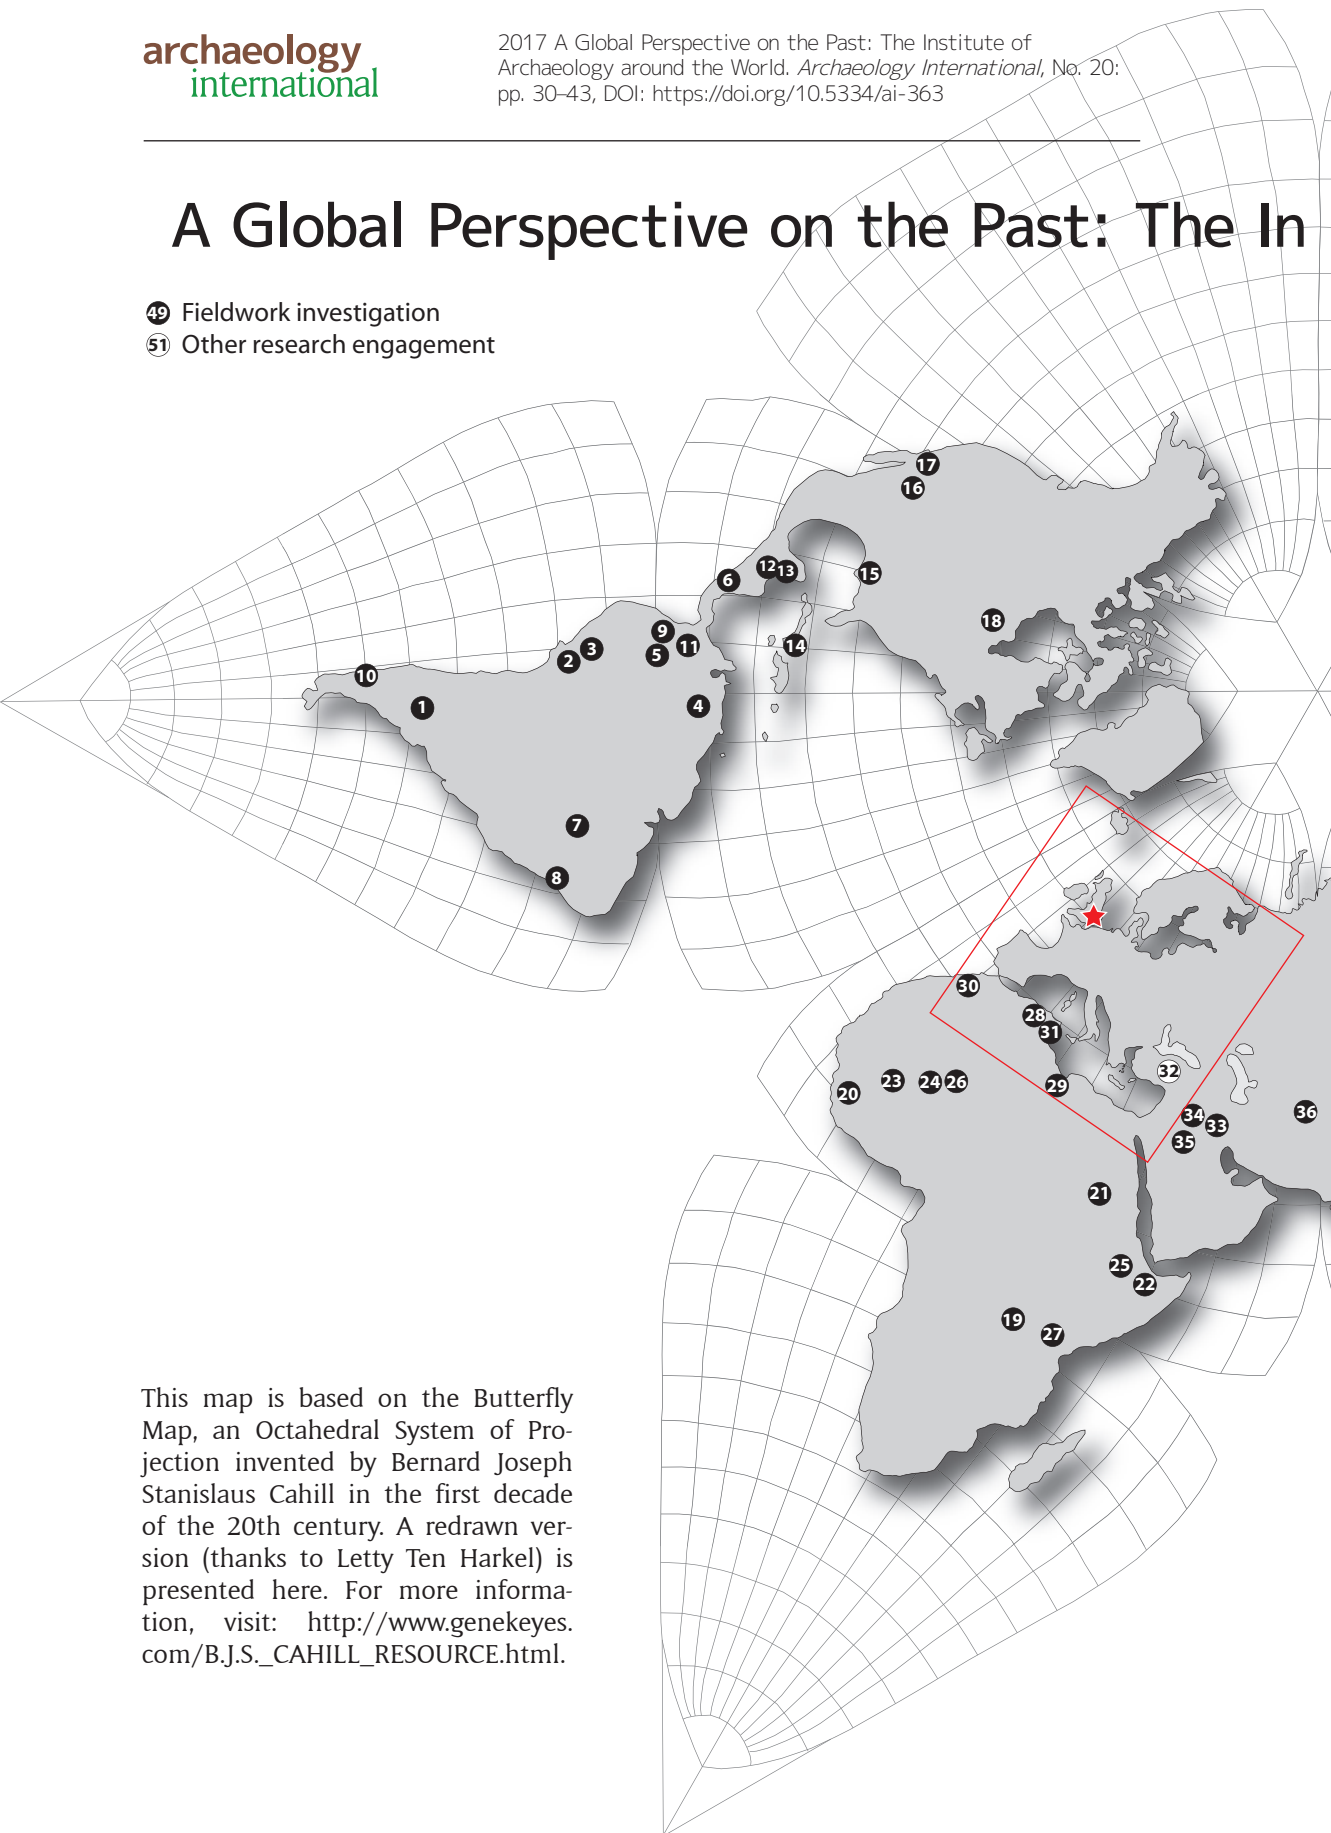 archaeology
international
2017 A Global Perspective on the Past: The Institute of
Archaeology around the World. Archaeology International, No. 20:
pp. 30–43, DOI: https://doi.org/10.5334/ai-363
A Global Perspective on the Past: The In
49 Fieldwork investigation
51 Other research engagement
17
16
12
13
6
15
18
9
3
11
14
2
5
10
1
4
7
8
30
28
31
32
23
24
26
29
20
36
34
33
35
21
25
22
19
27
This map is based on the Butterfly
Map, an Octahedral System of Pro-
jection invented by Bernard Joseph
Stanislaus Cahill in the first decade
of the 20th century. A redrawn ver-
sion (thanks to Letty Ten Harkel) is
presented here. For more informa-
tion, visit: http://www.genekeyes.
com/B.J.S._CAHILL_RESOURCE.html.